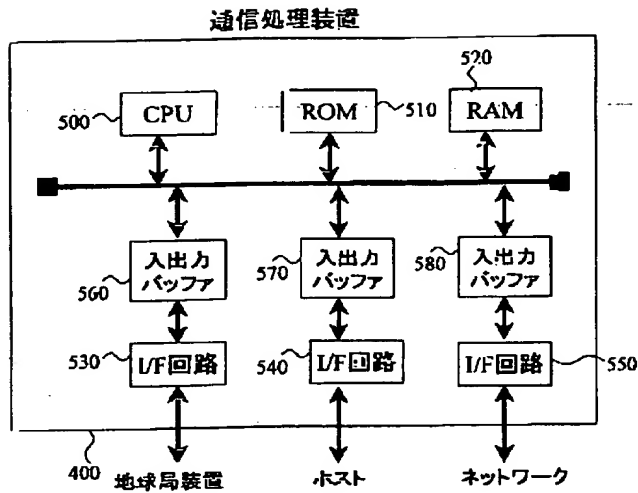 通信処理装置
520
500
CPU
ROM
510
RAM
560
入出力
バッファ
570
入出力
バッファ
580
入出力
バッファ
530
I/F回路
540
I/F回路
I/F回路
550
400
地球局装置
ホスト
ネットワーク